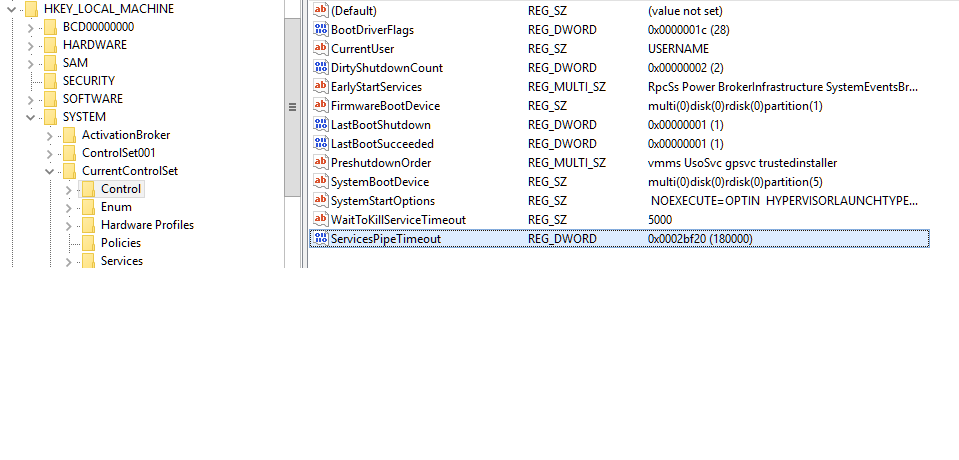 HKEY_LOCAL_MACHINE
BCD00000000
HARDWARE
SAM
SECURITY
SOFTWARE
SYSTEM
ActivationBroker
ControlSet001
CurrentControlSet
Control
Enum
Hardware Profiles
Policies
Services
(Default) REG_SZ (value not set)
BootDriverFlags REG_DWORD 0x0000001c (28)
CurrentUser REG_SZ USERNAME
DirtyShutdownCount REG_DWORD 0x00000002 (2)
EarlyStartServices REG_MULTI_SZ RpcSs Power BrokerInfrastructure SystemEventsBr...
FirmwareBootDevice REG_SZ multi(0)disk(0)rdisk(0)partition(1)
LastBootShutdown REG_DWORD 0x00000001 (1)
LastBootSucceeded REG_DWORD 0x00000001 (1)
PreshutdownOrder REG_MULTI_SZ vmms UsoSvc gpsvc trustedinstaller
SystemBootDevice REG_SZ multi(0)disk(0)rdisk(0)partition(5)
SystemStartOptions REG_SZ NOEXECUTE=OPTIN HYPERVISORLAUNCHTYPE...
WaitToKillServiceTimeout REG_SZ 5000
ServicesPipeTimeout REG_DWORD 0x0002bf20 (180000)